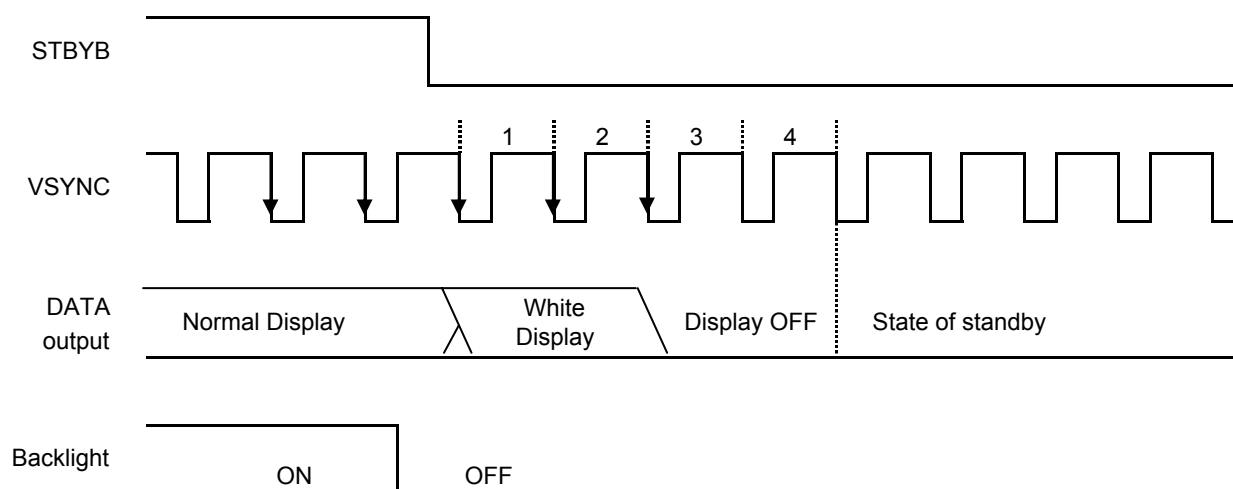 STBYB
1 2 3 4
VSYNC
DATA
output
Normal Display
White
Display
Display OFF
State of standby
Backlight
ON
OFF